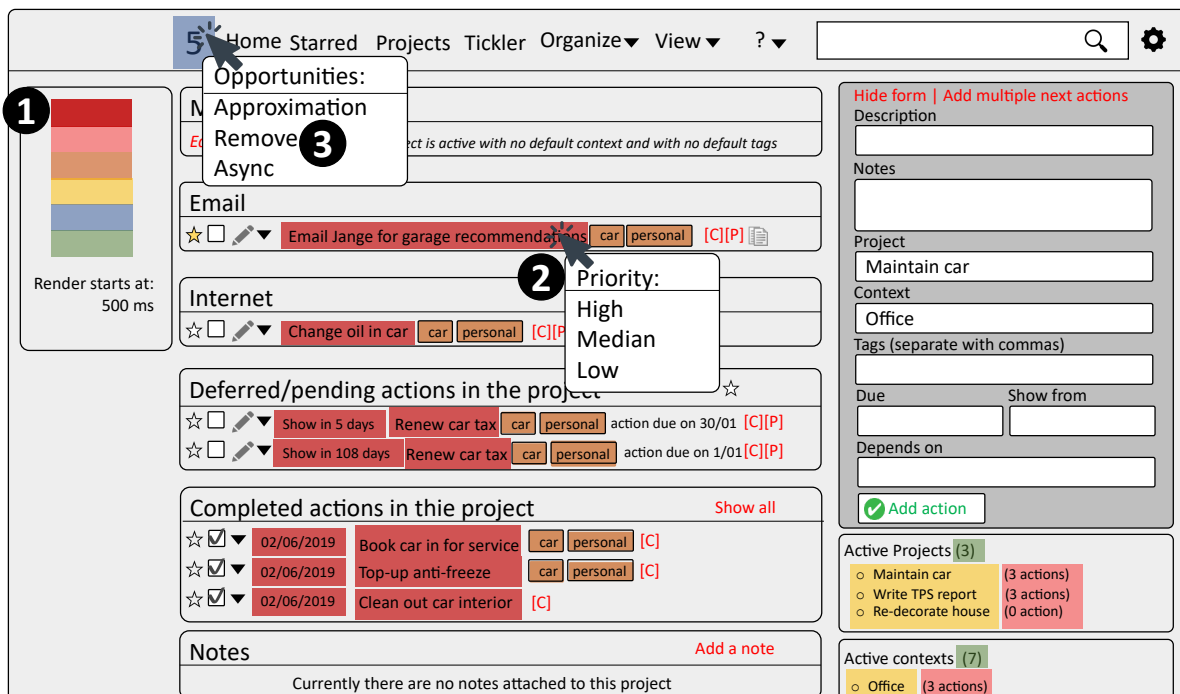 5 Home Starred Projects Tickler Organize▾ View▾ ?▾
Opportunities:
Approximation
Remove
Async
1
3
M
ect is active with no default context and with no default tags
Render starts at:
500 ms
Email
Email Jange for garage recommendations car personal [C][P]
2
Priority:
High
Median
Low
Internet
Change oil in car car personal [C][P
Deferred/pending actions in the project
Show in 5 days Renew car tax car personal action due on 30/01 [C][P]
Show in 108 days Renew car tax car personal action due on 1/01 [C][P]
Completed actions in thie project Show all
02/06/2019 Book car in for service car personal [C]
02/06/2019 Top-up anti-freeze car personal [C]
02/06/2019 Clean out car interior [C]
Notes Add a note
Currently there are no notes attached to this project
Hide form | Add multiple next actions
Description
Notes
Project
Maintain car
Context
Office
Tags (separate with commas)
Due Show from
Depends on
Add action
Active Projects (3)
Maintain car (3 actions)
Write TPS report (3 actions)
Re-decorate house (0 action)
Active contexts (7)
Office (3 actions)